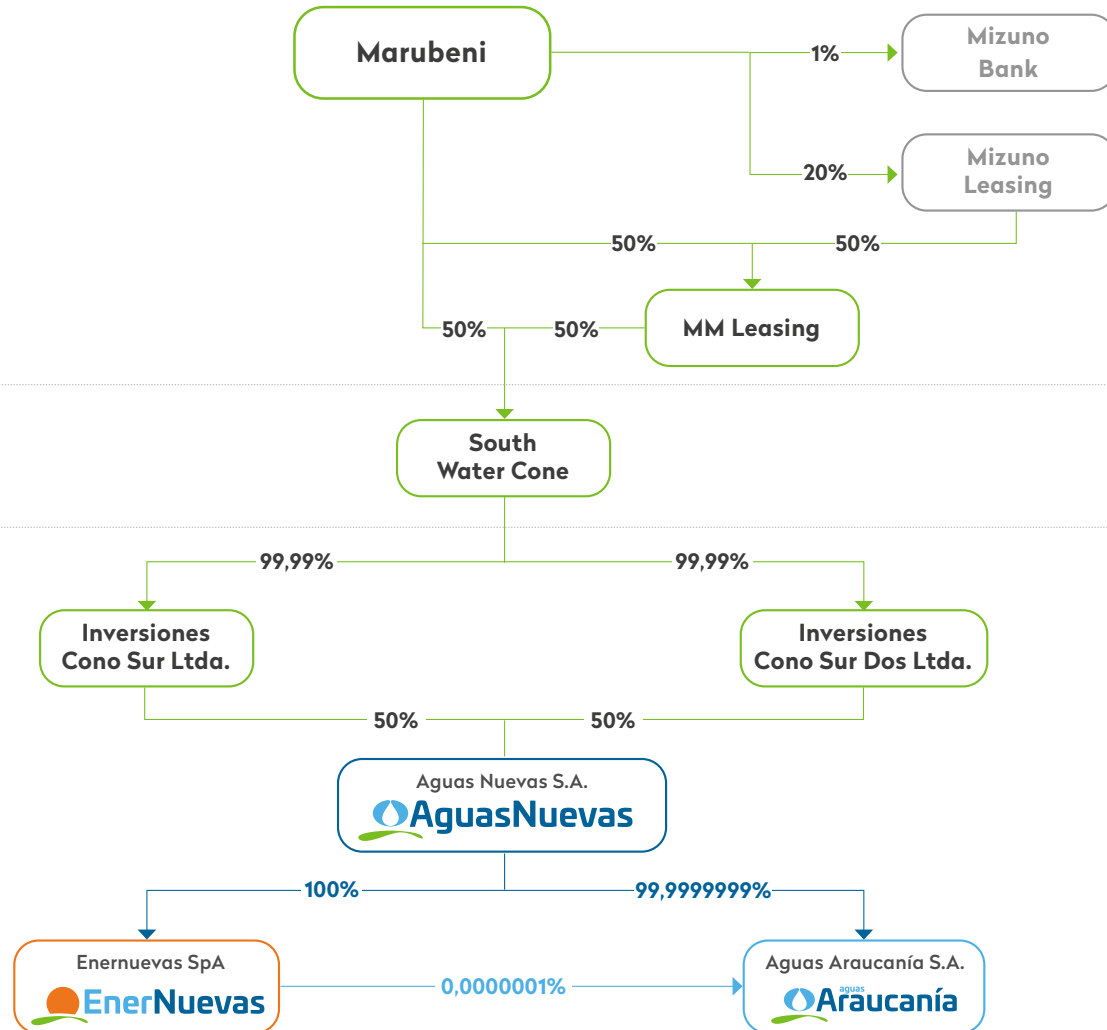 Marubeni
1%
Mizuno
Bank
20%
Mizuno
Leasing
50%
50%
50%
50%
MM Leasing
South
Water Cone
99,99%
99,99%
Inversiones
Cono Sur Ltda.
Inversiones
Cono Sur Dos Ltda.
50%
50%
Aguas Nuevas S.A.
AguasNuevas
100%
99,9999999%
Enernuevas SpA
EnerNuevas
0,0000001%
Aguas Araucanía S.A.
aguas
Araucanía